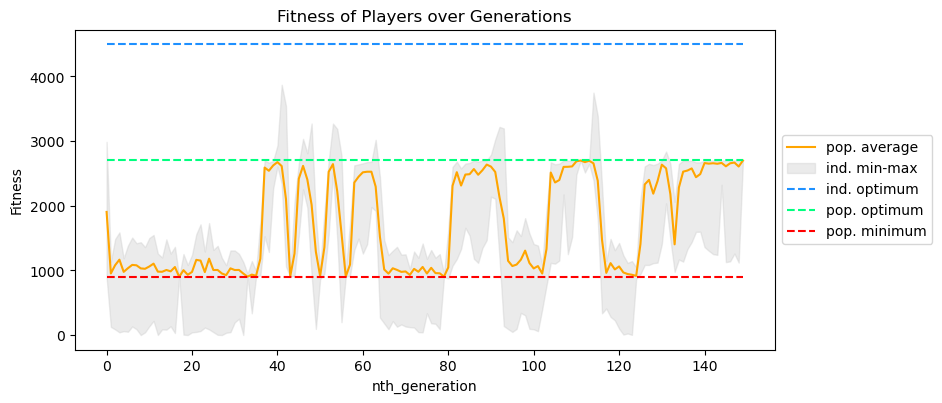 Fitness of Players over Generations
Fitness
4000
3000
2000
1000
0
0 20 40 60 80 100 120 140
nth_generation
pop. average
ind. min-max
ind. optimum
pop. optimum
pop. minimum